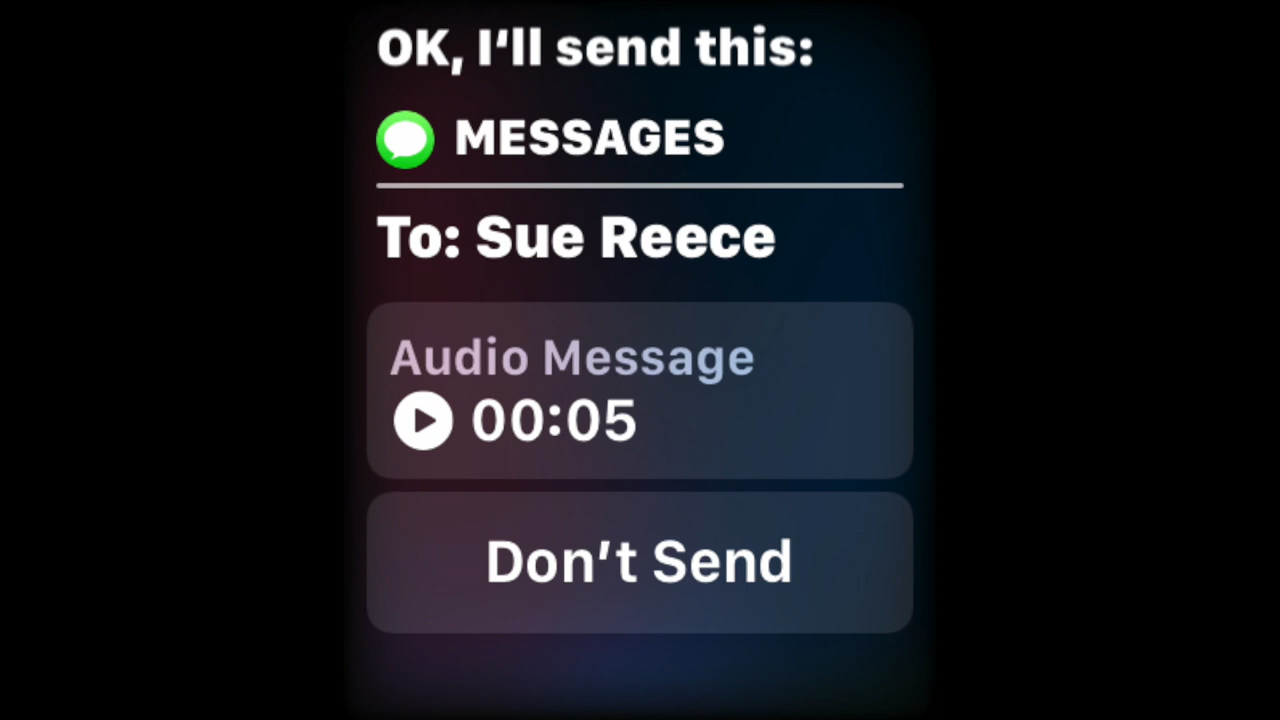 OK, I‘ll send this:
MESSAGES
To: Sue Reece
Audio Message
00:05
Don’t Send